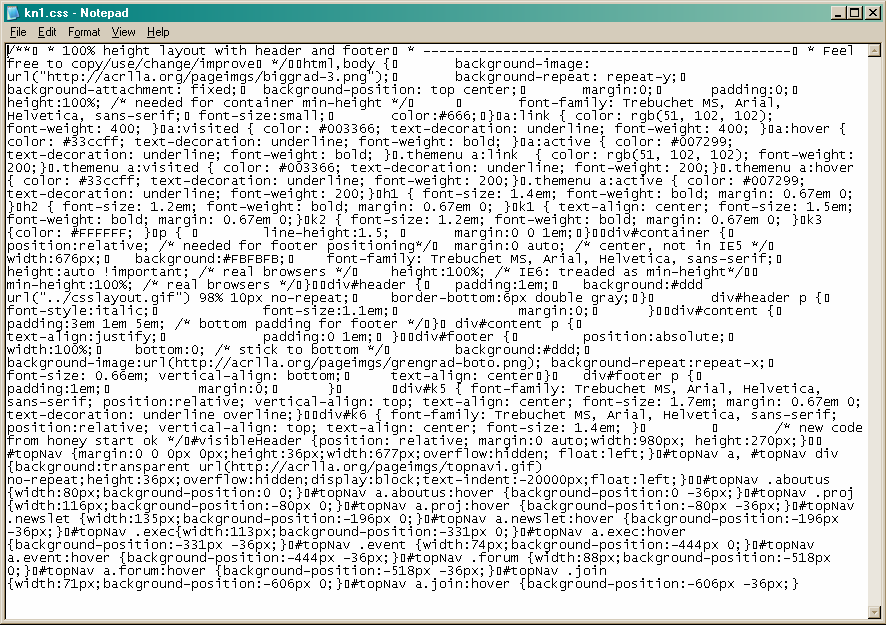 kn1.css - Notepad
File Edit Format View Help
/**▯ * 100% height layout with header and footer▯ * ----------------------------------------------▯ * Feel
free to copy/use/change/improve▯ */▯▯html,body {▯ background-image:
url("http://acrlla.org/pageimgs/biggrad-3.png");▯ background-repeat: repeat-y;▯
background-attachment: fixed;▯ background-position: top center;▯ margin:0;▯ padding:0;▯
height:100%; /* needed for container min-height */▯ ▯ font-family: Trebuchet MS, Arial,
Helvetica, sans-serif;▯ font-size:small;▯ color:#666;▯}▯a:link { color: rgb(51, 102, 102);
font-weight: 400; }▯a:visited { color: #003366; text-decoration: underline; font-weight: 400; }▯a:hover {
color: #33ccff; text-decoration: underline; font-weight: bold; }▯a:active { color: #007299;
text-decoration: underline; font-weight: bold; }▯.themenu a:link { color: rgb(51, 102, 102); font-weight:
200;}▯.themenu a:visited { color: #003366; text-decoration: underline; font-weight: 200;}▯.themenu a:hover
{ color: #33ccff; text-decoration: underline; font-weight: 200;}▯.themenu a:active { color: #007299;
text-decoration: underline; font-weight: 200;}▯h1 { font-size: 1.4em; font-weight: bold; margin: 0.67em 0;
}▯h2 { font-size: 1.2em; font-weight: bold; margin: 0.67em 0; }▯k1 { text-align: center; font-size: 1.5em;
font-weight: bold; margin: 0.67em 0; }▯k2 { font-size: 1.2em; font-weight: bold; margin: 0.67em 0; }▯k3
{color: #FFFFFF; }▯p { ▯ line-height:1.5; ▯ margin:0 0 1em;▯}▯▯div#container {▯
position:relative; /* needed for footer positioning*/▯ margin:0 auto; /* center, not in IE5 */▯
width:676px;▯ background:#FBFBFB;▯ font-family: Trebuchet MS, Arial, Helvetica, sans-serif;▯
height:auto !important; /* real browsers */▯ height:100%; /* IE6: treaded as min-height*/▯▯
min-height:100%; /* real browsers */▯}▯▯div#header {▯ padding:1em;▯ background:#ddd
url("../csslayout.gif") 98% 10px no-repeat;▯ border-bottom:6px double gray;▯}▯ div#header p {▯
font-style:italic;▯ font-size:1.1em;▯ margin:0;▯ }▯▯div#content {▯
padding:3em 1em 5em; /* bottom padding for footer */▯}▯ div#content p {▯
text-align:justify;▯ padding:0 1em;▯ }▯▯div#footer {▯ position:absolute;▯
width:100%;▯ bottom:0; /* stick to bottom */▯ background:#ddd;▯
background-image:url(http://acrlla.org/pageimgs/grengrad-boto.png); background-repeat:repeat-x;▯
font-size: 0.66em; vertical-align: bottom;▯ text-align: center▯}▯ div#footer p {▯
padding:1em;▯ margin:0;▯ }▯ ▯div#k5 { font-family: Trebuchet MS, Arial, Helvetica,
sans-serif; position:relative; vertical-align: top; text-align: center; font-size: 1.7em; margin: 0.67em 0;
text-decoration: underline overline;}▯▯div#k6 { font-family: Trebuchet MS, Arial, Helvetica, sans-serif;
position:relative; vertical-align: top; text-align: center; font-size: 1.4em; }▯ ▯ ▯ /* new code
from honey start ok */▯#visibleHeader {position: relative; margin:0 auto;width:980px; height:270px;}▯▯
#topNav {margin:0 0 0px 0px;height:36px;width:677px;overflow:hidden; float:left;}▯#topNav a, #topNav div
{background:transparent url(http://acrlla.org/pageimgs/topnavi.gif)
no-repeat;height:36px;overflow:hidden;display:block;text-indent:-20000px;float:left;}▯▯#topNav .aboutus
{width:80px;background-position:0 0;}▯#topNav a.aboutus:hover {background-position:0 -36px;}▯#topNav .proj
{width:116px;background-position:-80px 0;}▯#topNav a.proj:hover {background-position:-80px -36px;}▯#topNav
.newslet {width:135px;background-position:-196px 0;}▯#topNav a.newslet:hover {background-position:-196px
-36px;}▯#topNav .exec{width:113px;background-position:-331px 0;}▯#topNav a.exec:hover
{background-position:-331px -36px;}▯#topNav .event {width:74px;background-position:-444px 0;}▯#topNav
a.event:hover {background-position:-444px -36px;}▯#topNav .forum {width:88px;background-position:-518px
0;}▯#topNav a.forum:hover {background-position:-518px -36px;}▯#topNav .join
{width:71px;background-position:-606px 0;}▯#topNav a.join:hover {background-position:-606px -36px;}